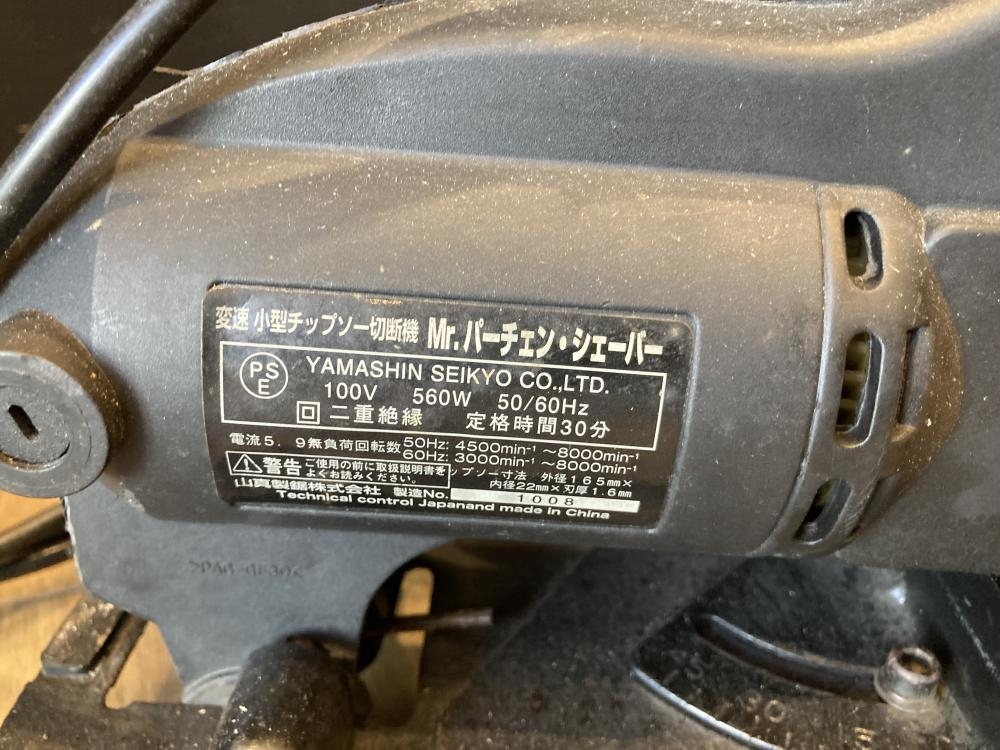 変速 小型チップソー切断機 Mr.パーチェン・シェーバー
PSE
YAMASHIN SEIKYO CO.,LTD.
100V 560W 50/60Hz
回 二重絶縁 定格時間30分
電流5.9無負荷回転数 50Hz: 4500min⁻¹ ~8000min⁻¹
60Hz: 3000min⁻¹ ~8000min⁻¹
警告 ご使用の前に取扱説明書を
よくお読みください。
ップソー寸法 外径165mm×
内径22mm×刃厚1.6mm
山真製鋸株式会社 製造No. 1008
Technical control Japanand made in China